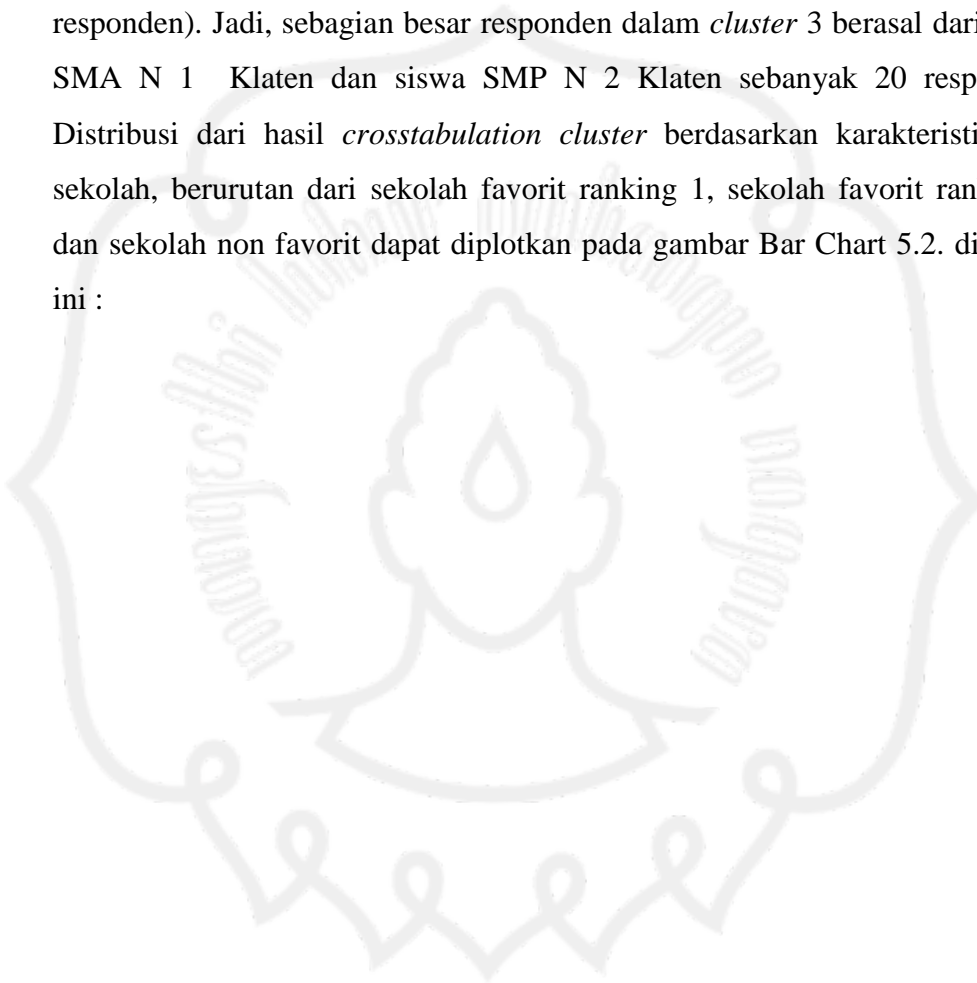 responden). Jadi, sebagian besar responden dalam cluster 3 berasal dari
SMA N 1 Klaten dan siswa SMP N 2 Klaten sebanyak 20 resp
Distribusi dari hasil crosstabulation cluster berdasarkan karakteristi
sekolah, berurutan dari sekolah favorit ranking 1, sekolah favorit ran
dan sekolah non favorit dapat diplotkan pada gambar Bar Chart 5.2. di
ini :